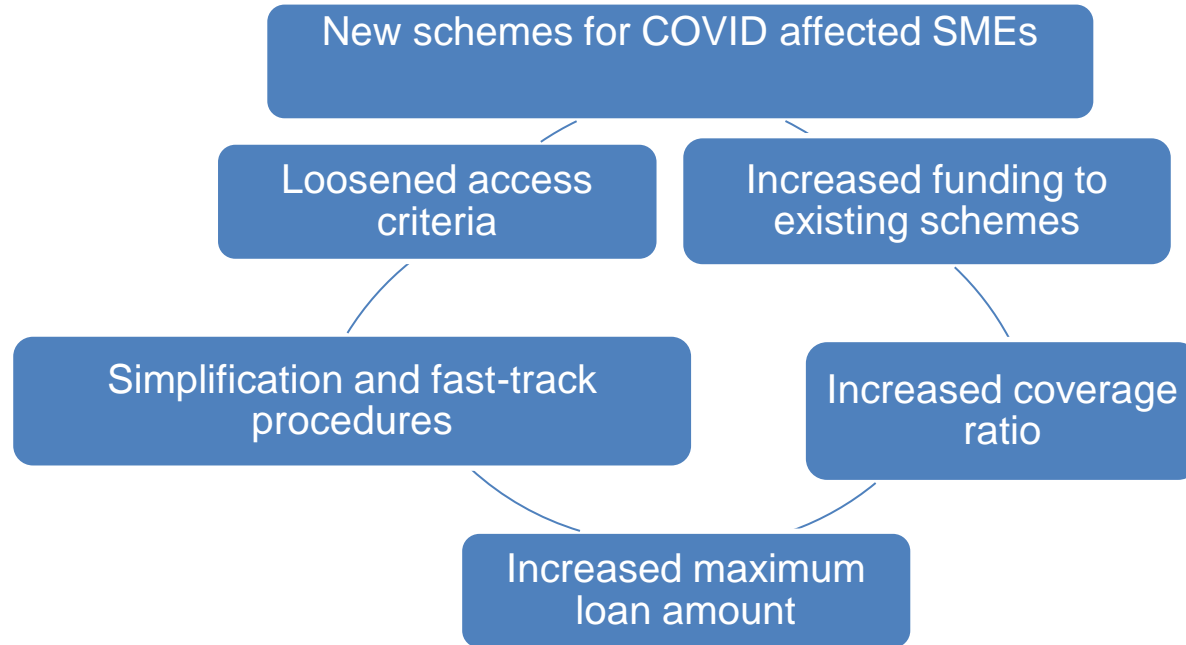 New schemes for COVID affected SMEs
Loosened access
criteria
Increased funding to
existing schemes
Simplification and fast-track
procedures
Increased coverage
ratio
Increased maximum
loan amount